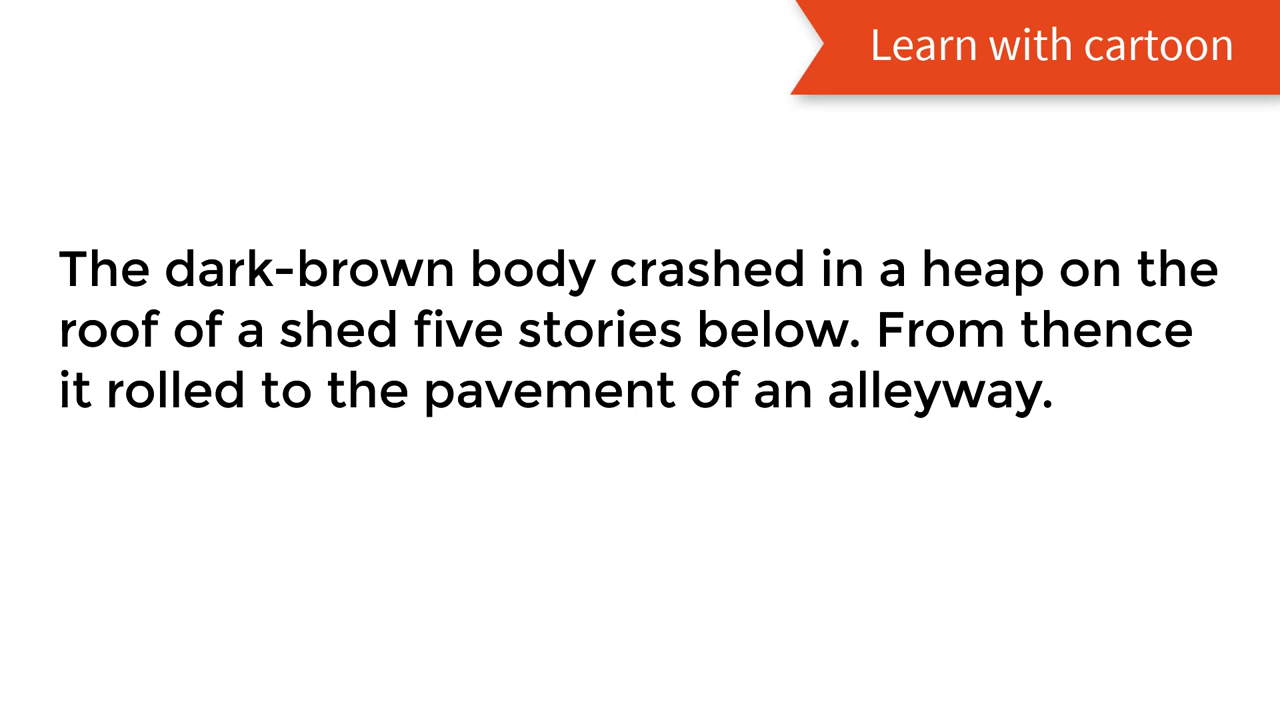 Learn with cartoon
The dark-brown body crashed in a heap on the
roof of a shed five stories below. From thence
it rolled to the pavement of an alleyway.